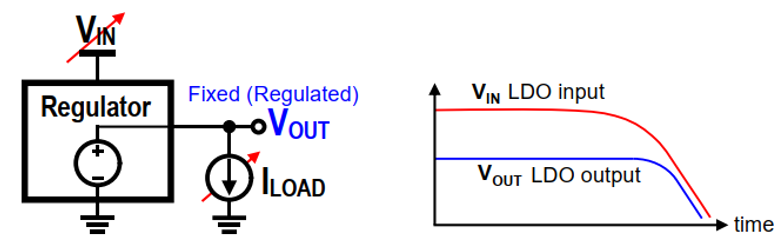 VIN
Regulator
Fixed (Regulated)
VOUT
+
−
ILOAD
VIN LDO input
VOUT LDO output
time